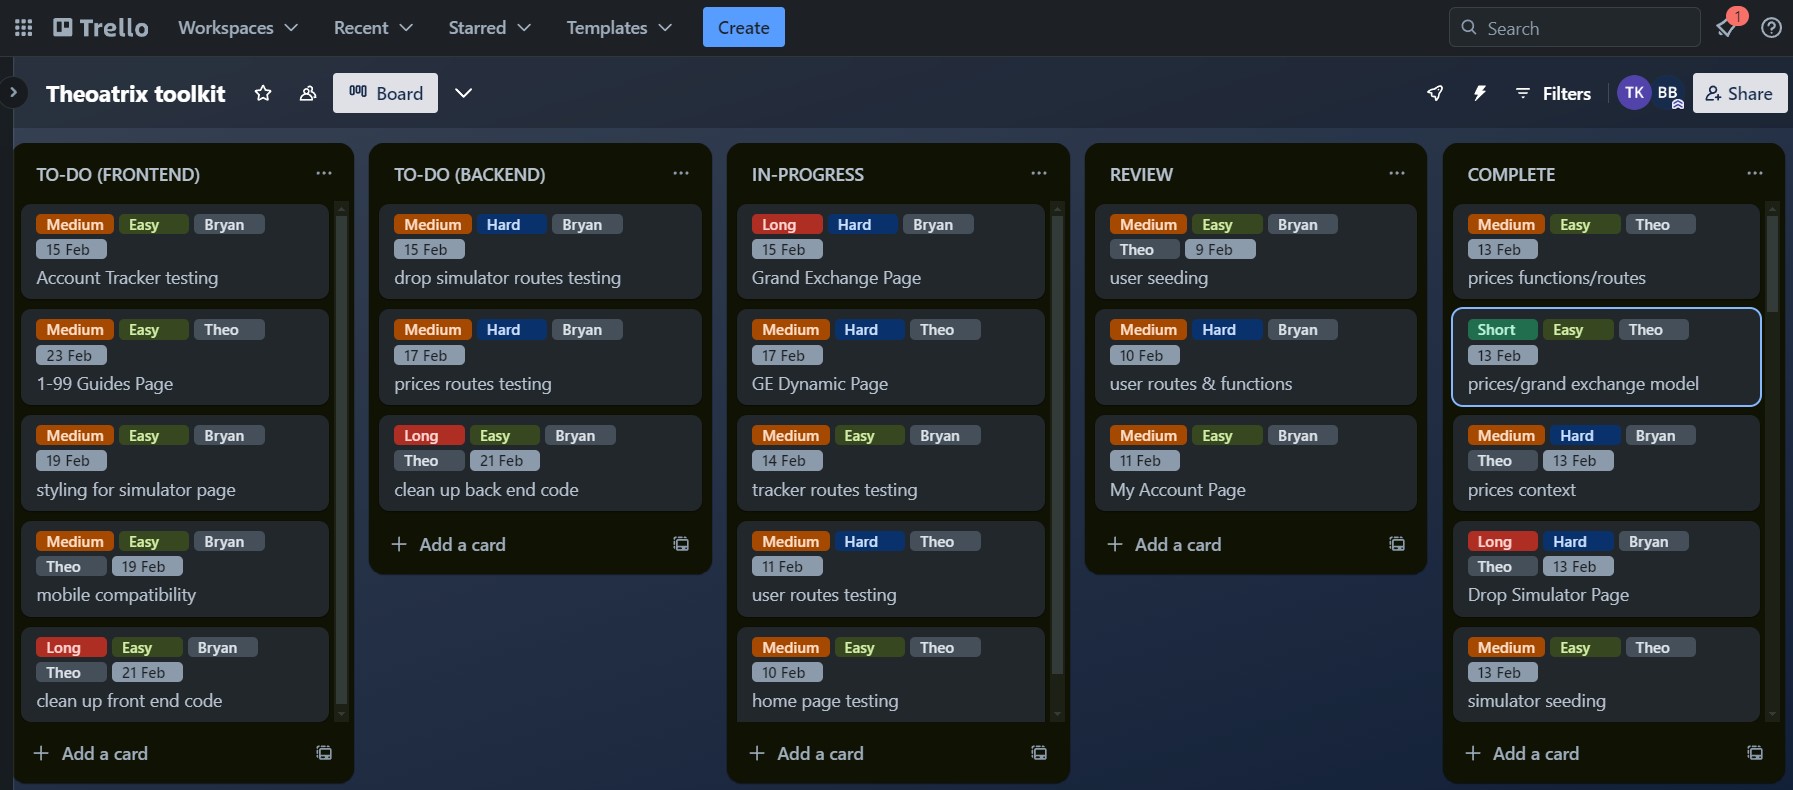 Trello Workspaces Recent Starred Templates Create Search 1
Theoatrix toolkit Board Filters TK BB Share
TO-DO (FRONTEND)
Medium Easy Bryan
15 Feb
Account Tracker testing
Medium Easy Theo
23 Feb
1-99 Guides Page
Medium Easy Bryan
19 Feb
styling for simulator page
Medium Easy Bryan
Theo 19 Feb
mobile compatibility
Long Easy Bryan
Theo 21 Feb
clean up front end code
Add a card
TO-DO (BACKEND)
Medium Hard Bryan
15 Feb
drop simulator routes testing
Medium Hard Bryan
17 Feb
prices routes testing
Long Easy Bryan
Theo 21 Feb
clean up back end code
Add a card
IN-PROGRESS
Long Hard Bryan
15 Feb
Grand Exchange Page
Medium Hard Theo
17 Feb
GE Dynamic Page
Medium Easy Bryan
14 Feb
tracker routes testing
Medium Hard Theo
11 Feb
user routes testing
Medium Easy Theo
10 Feb
home page testing
Add a card
REVIEW
Medium Easy Bryan
Theo 9 Feb
user seeding
Medium Hard Bryan
10 Feb
user routes & functions
Medium Easy Bryan
11 Feb
My Account Page
Add a card
COMPLETE
Medium Easy Theo
13 Feb
prices functions/routes
Short Easy Theo
13 Feb
prices/grand exchange model
Medium Hard Bryan
Theo 13 Feb
prices context
Long Hard Bryan
Theo 13 Feb
Drop Simulator Page
Medium Easy Theo
13 Feb
simulator seeding
Add a card